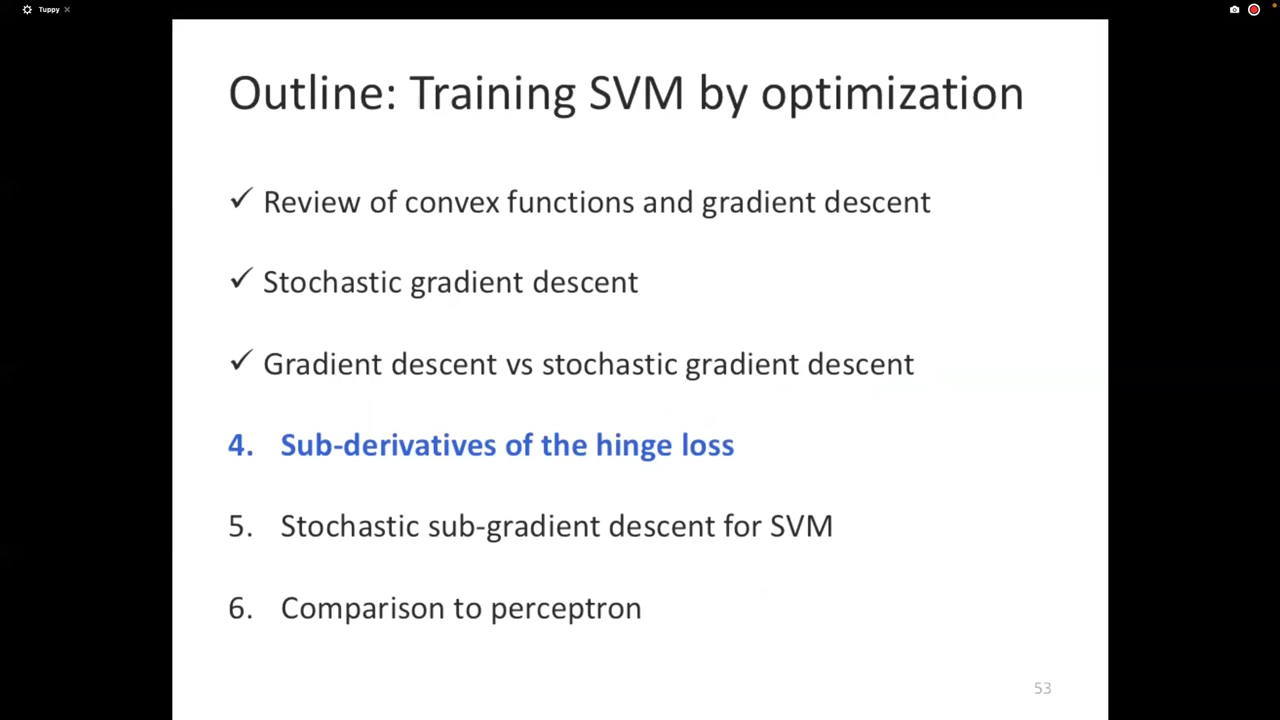 Tuppy
Outline: Training SVM by optimization
✓ Review of convex functions and gradient descent
✓ Stochastic gradient descent
✓ Gradient descent vs stochastic gradient descent
4. Sub-derivatives of the hinge loss
5. Stochastic sub-gradient descent for SVM
6. Comparison to perceptron
53